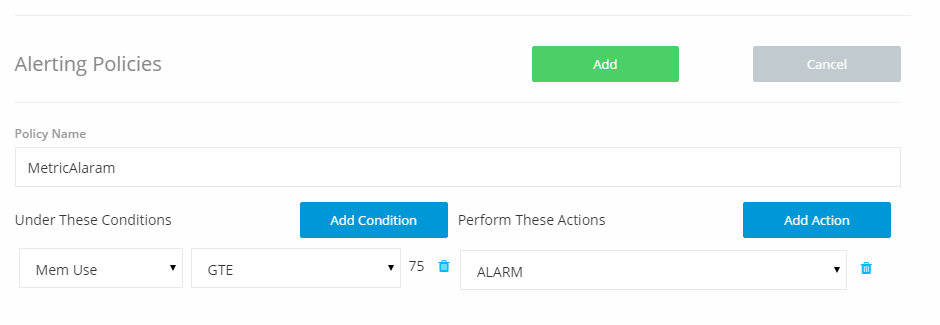 Alerting Policies Add Cancel
Policy Name
MetricAlaram
Under These Conditions Add Condition Perform These Actions Add Action
Mem Use GTE 75 ALARM